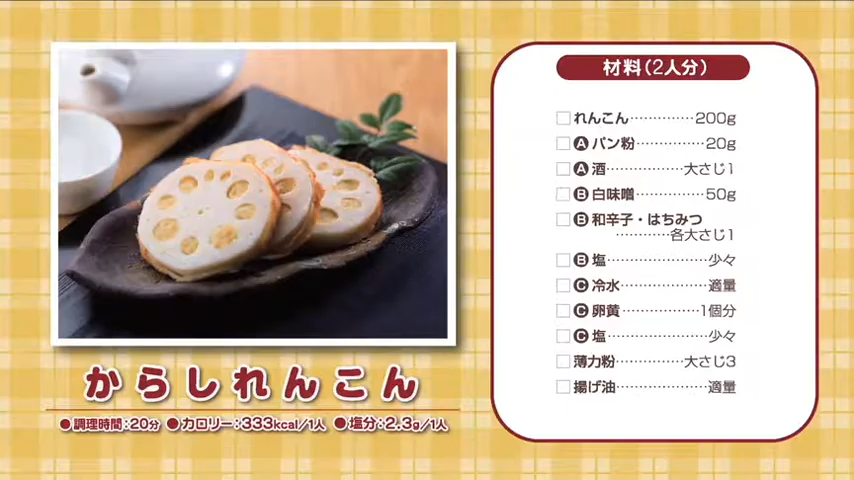 からしれんこん
●調理時間:20分 ●カロリー:333kcal/1人 ●塩分:2.3g/1人
材料(2人分)
□れんこん…………200g
□Ⓐパン粉…………20g
□Ⓐ酒…………大さじ1
□Ⓑ白味噌…………50g
□Ⓑ和辛子・はちみつ
…………各大さじ1
□Ⓑ塩…………少々
□Ⓒ冷水…………適量
□Ⓒ卵黄…………1個分
□Ⓒ塩…………少々
□薄力粉…………大さじ3
□揚げ油…………適量